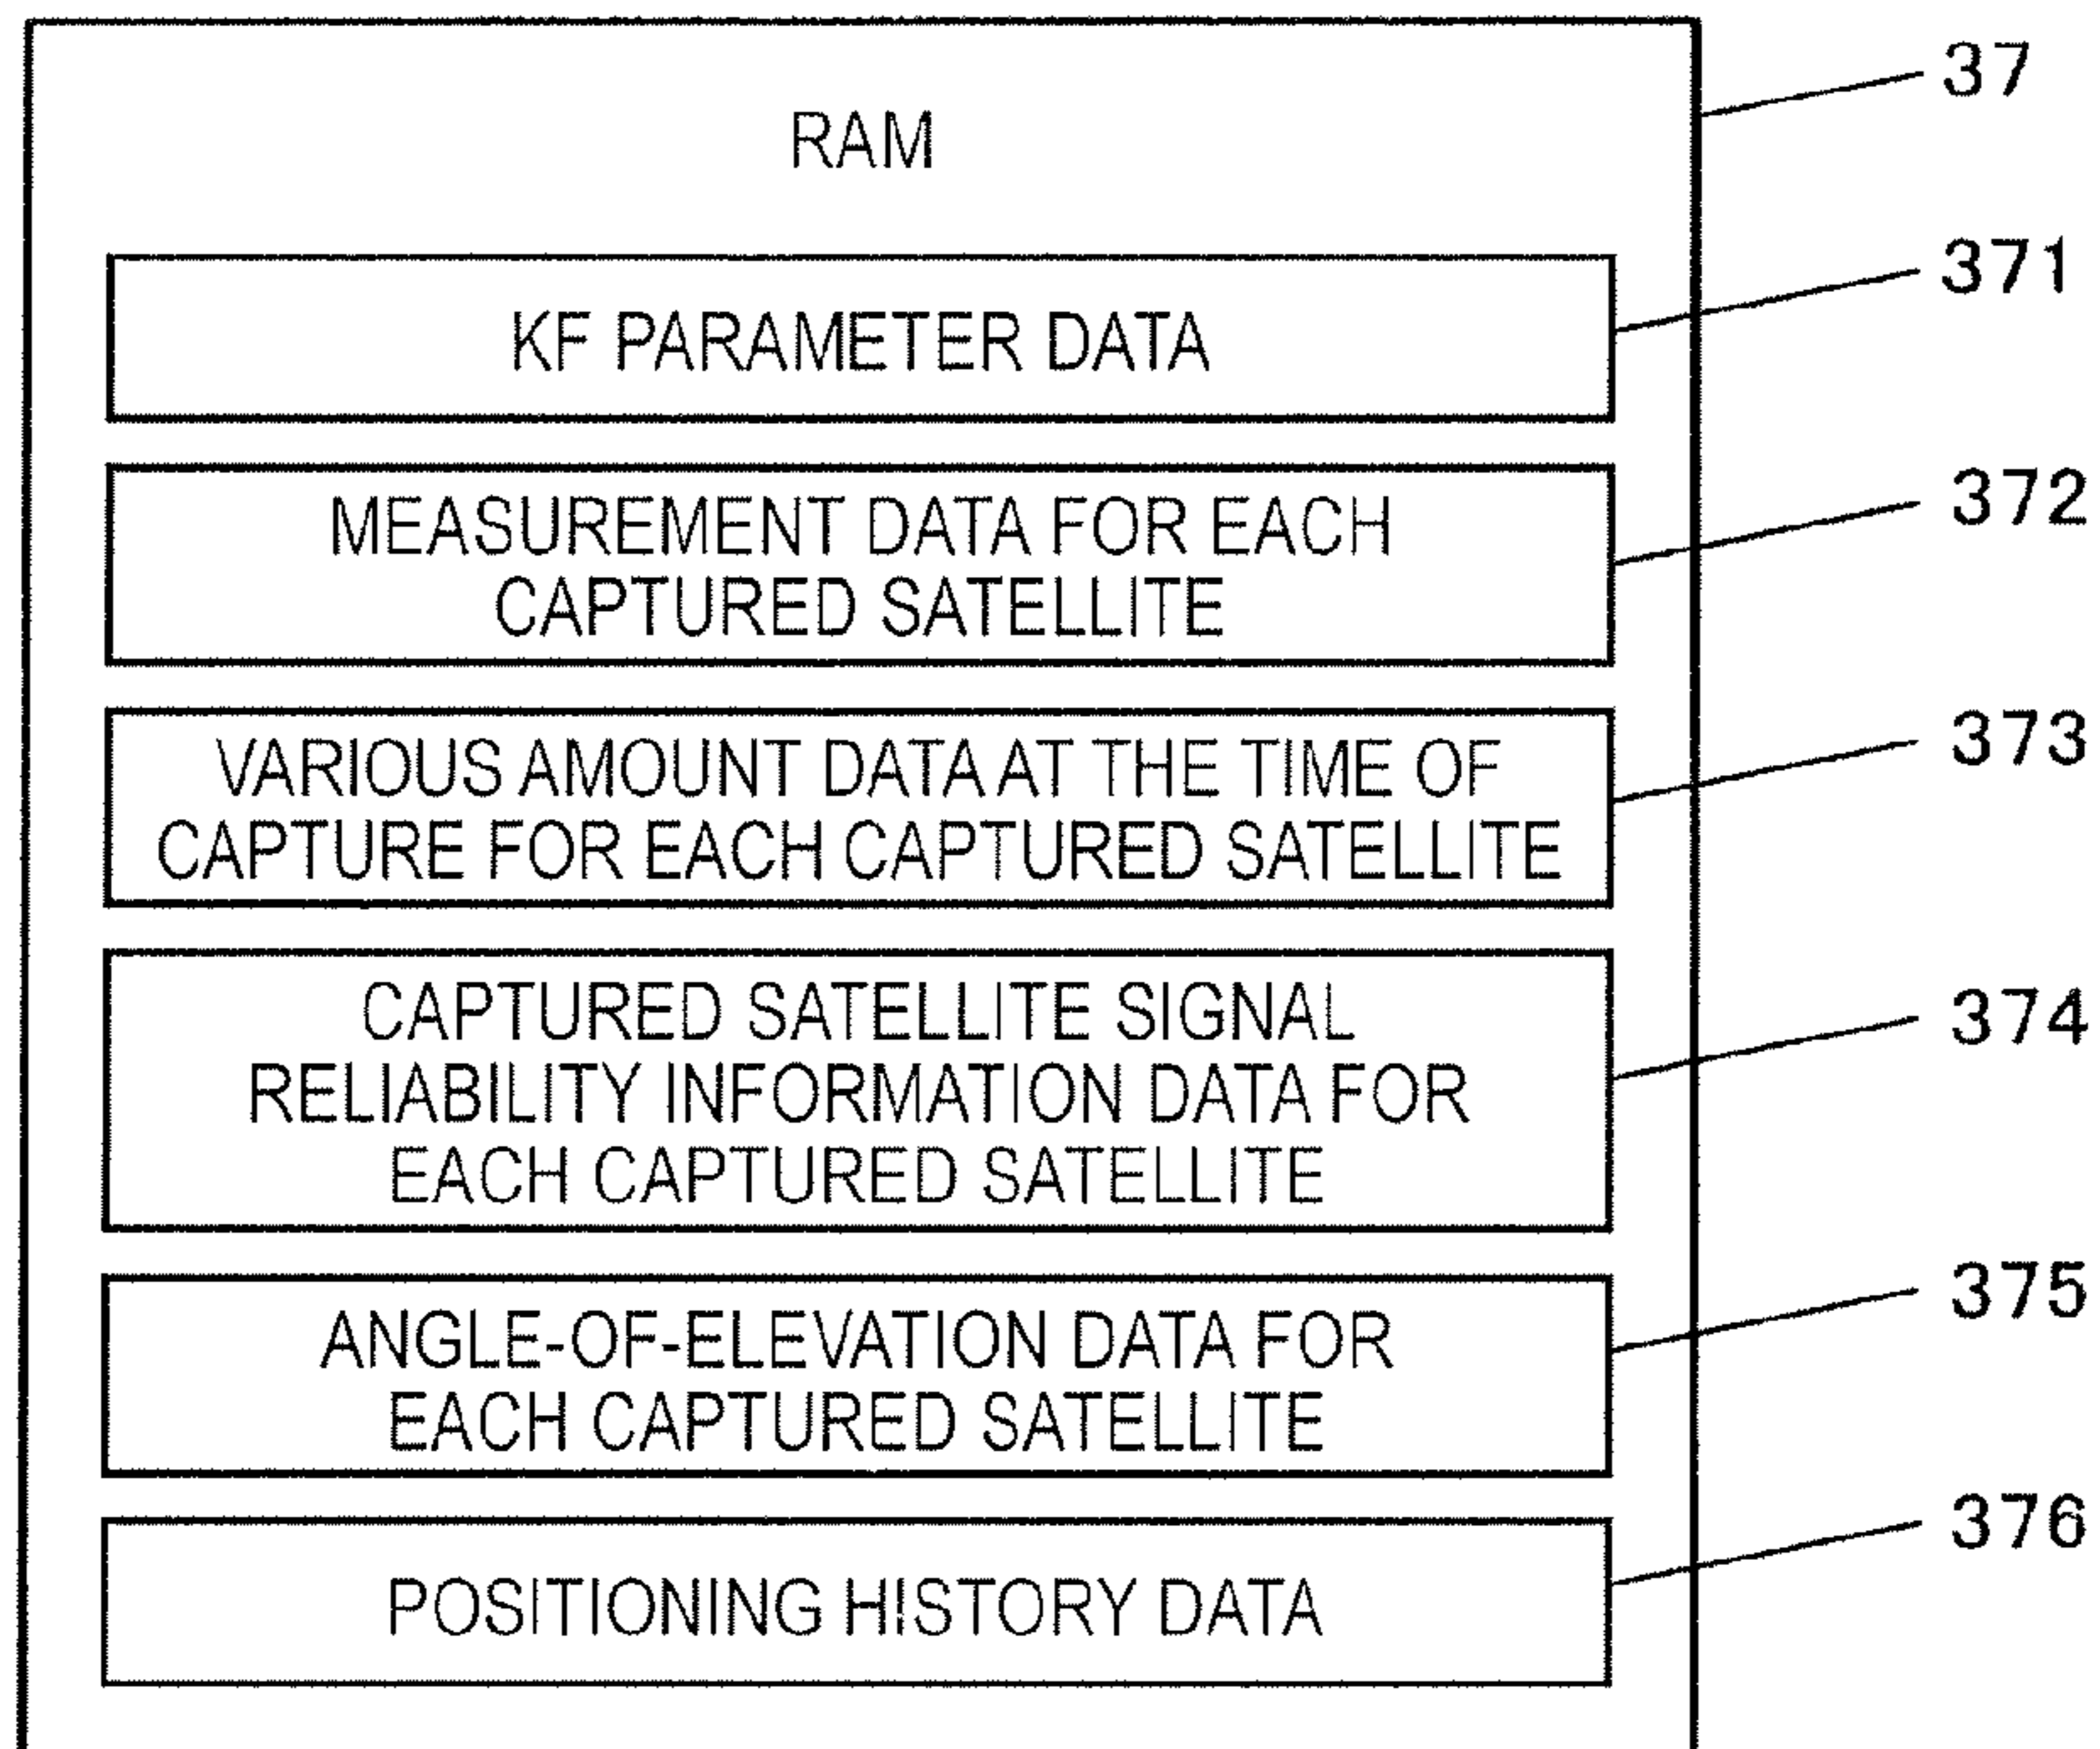 37
RAM
371
KF PARAMETER DATA
372
MEASUREMENT DATA FOR EACH
CAPTURED SATELLITE
373
VARIOUS AMOUNT DATA AT THE TIME OF
CAPTURE FOR EACH CAPTURED SATELLITE
374
CAPTURED SATELLITE SIGNAL
RELIABILITY INFORMATION DATA FOR
EACH CAPTURED SATELLITE
375
ANGLE-OF-ELEVATION DATA FOR
EACH CAPTURED SATELLITE
376
POSITIONING HISTORY DATA